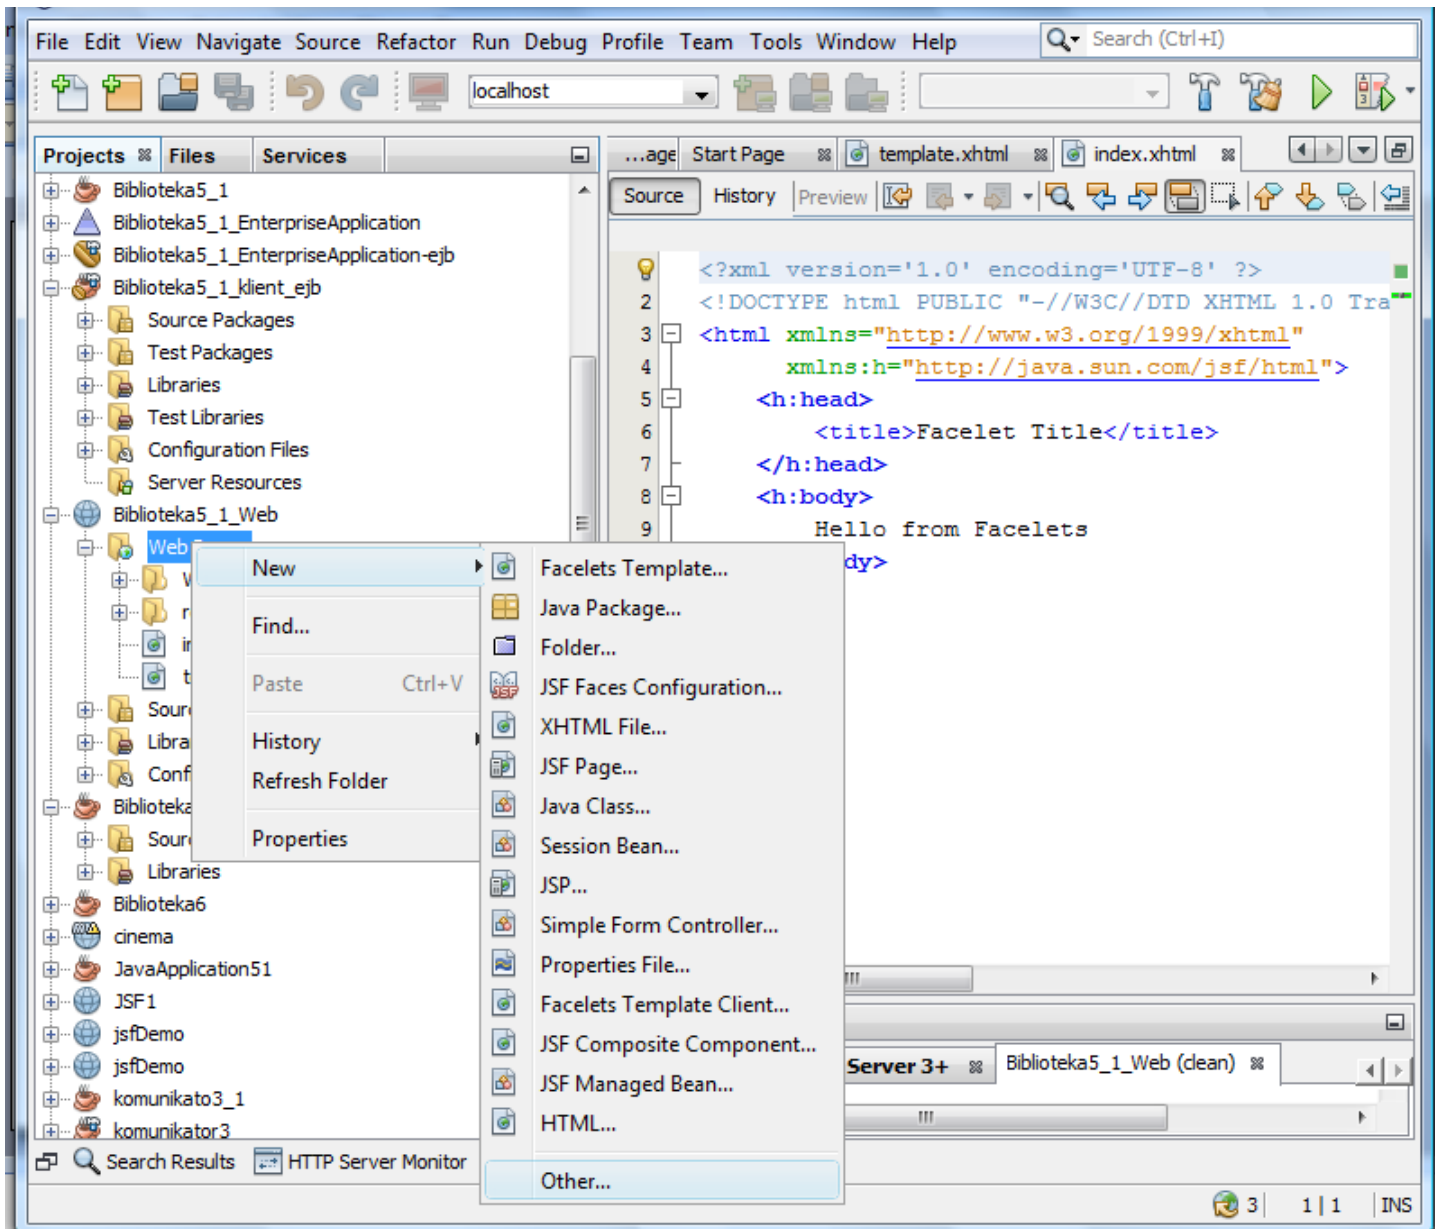 File Edit View Navigate Source Refactor Run Debug Profile Team Tools Window Help Search (Ctrl+I)
localhost
Projects Files Services
...age Start Page template.xhtml index.xhtml
Source History Preview
Biblioteka5_1
Biblioteka5_1_EnterpriseApplication
Biblioteka5_1_EnterpriseApplication-ejb
Biblioteka5_1_klient_ejb
Source Packages
Test Packages
Libraries
Test Libraries
Configuration Files
Server Resources
Biblioteka5_1_Web
Web
Sour
Libra
Conf
Biblioteka
Sour
Libraries
Biblioteka6
cinema
JavaApplication51
JSF1
jsfDemo
jsfDemo
komunikato3_1
komunikator3
<?xml version='1.0' encoding='UTF-8' ?>
2 <!DOCTYPE html PUBLIC "-//W3C//DTD XHTML 1.0 Tra
3 <html xmlns="http://www.w3.org/1999/xhtml"
4 xmlns:h="http://java.sun.com/jsf/html">
5 <h:head>
6 <title>Facelet Title</title>
7 </h:head>
8 <h:body>
9 Hello from Facelets
dy>
New
Find...
Paste Ctrl+V
History
Refresh Folder
Properties
Facelets Template...
Java Package...
Folder...
JSF Faces Configuration...
XHTML File...
JSF Page...
Java Class...
Session Bean...
JSP...
Simple Form Controller...
Properties File...
Facelets Template Client...
JSF Composite Component...
JSF Managed Bean...
HTML...
Other...
Server 3+ Biblioteka5_1_Web (clean)
Search Results HTTP Server Monitor
3 1|1 INS